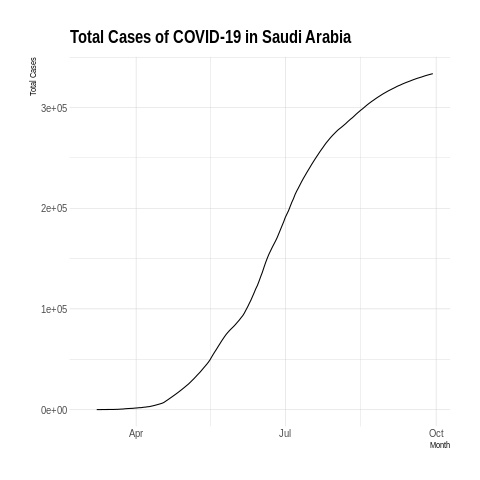 Total Cases of COVID-19 in Saudi Arabia
Total Cases
3e+05
2e+05
1e+05
0e+00
Apr Jul Oct
Month